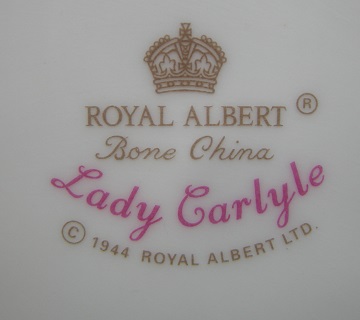 ROYAL ALBERT ®
Bone China
Lady Carlyle
© 1944 ROYAL ALBERT LTD.